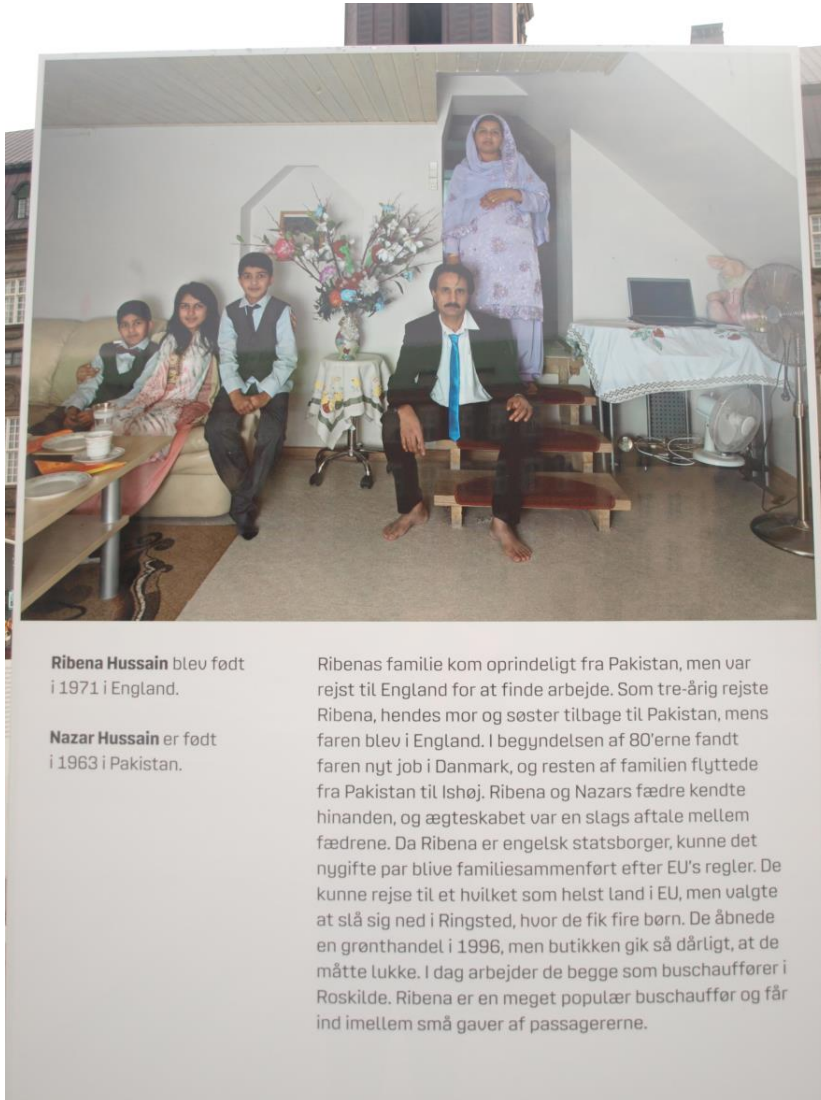 Ribena Hussain blev født
i 1971 i England.
Nazar Hussain er født
i 1963 i Pakistan.
Ribenas familie kom oprindeligt fra Pakistan, men var
rejst til England for at finde arbejde. Som tre-årig rejste
Ribena, hendes mor og søster tilbage til Pakistan, mens
faren blev i England. I begyndelsen af 80'erne fandt
faren nyt job i Danmark, og resten af familien flyttede
fra Pakistan til Ishøj. Ribena og Nazars fædre kendte
hinanden, og ægteskabet var en slags aftale mellem
fædrene. Da Ribena er engelsk statsborger, kunne det
nygifte par blive familiesammenført efter EU's regler. De
kunne rejse til et hvilket som helst land i EU, men valgte
at slå sig ned i Ringsted, hvor de fik fire børn. De åbnede
en grønthandel i 1996, men butikken gik så dårligt, at de
måtte lukke. I dag arbejder de begge som buschauffører i
Roskilde. Ribena er en meget populær buschauffør og får
ind imellem små gaver af passagererne.